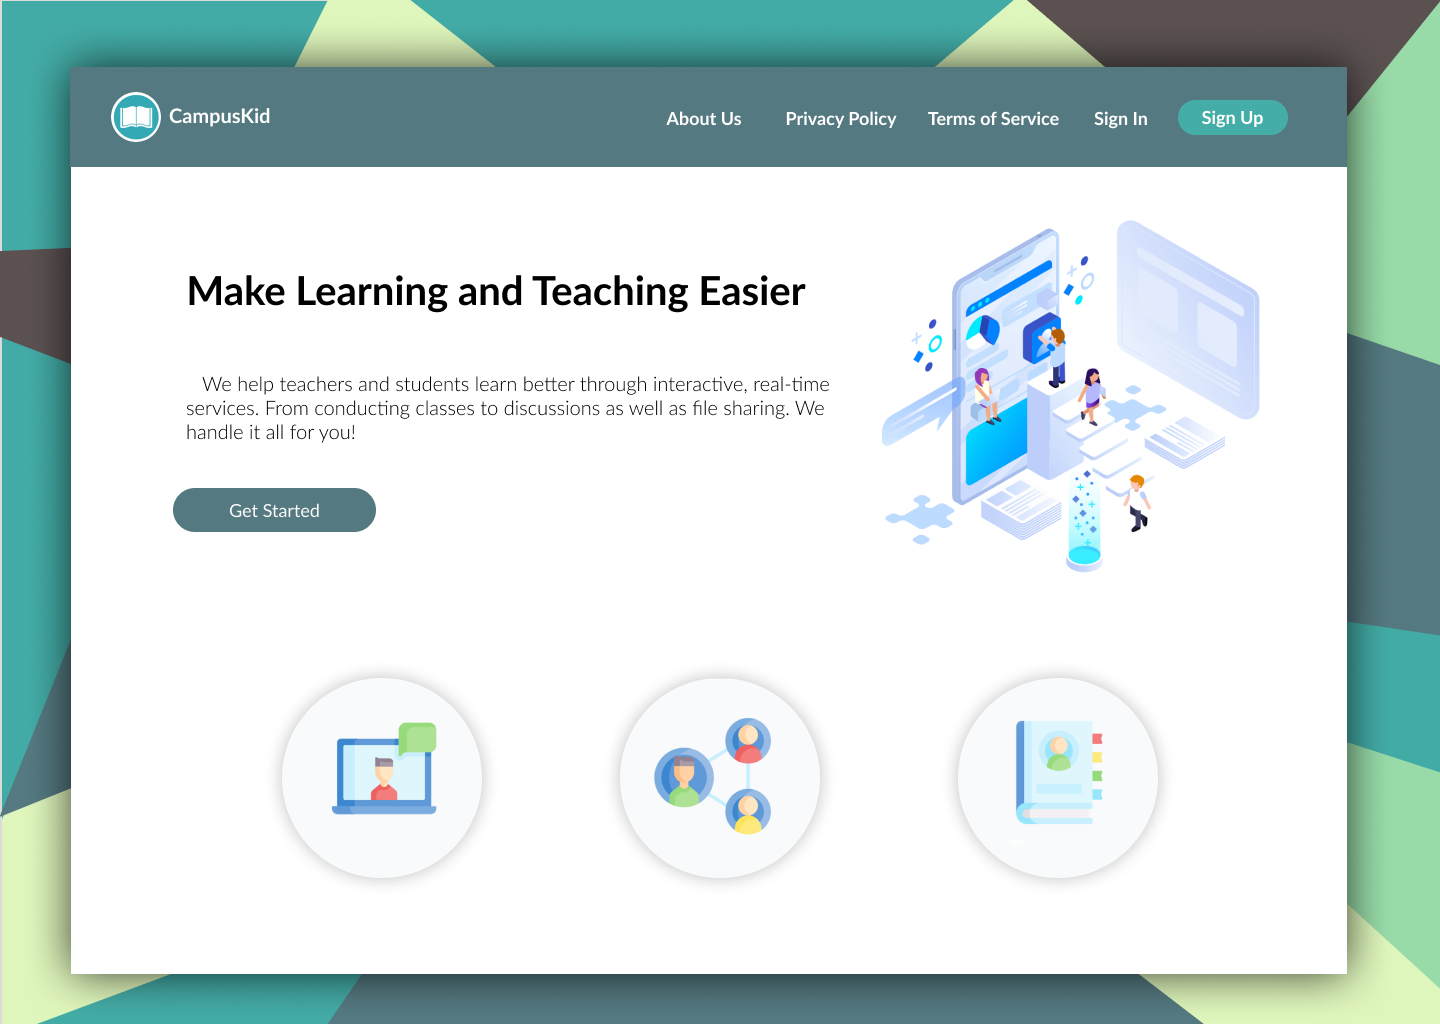 CampusKid
About Us
Privacy Policy
Terms of Service
Sign In
Sign Up
Make Learning and Teaching Easier
We help teachers and students learn better through interactive, real-time
services. From conducting classes to discussions as well as file sharing. We
handle it all for you!
Get Started